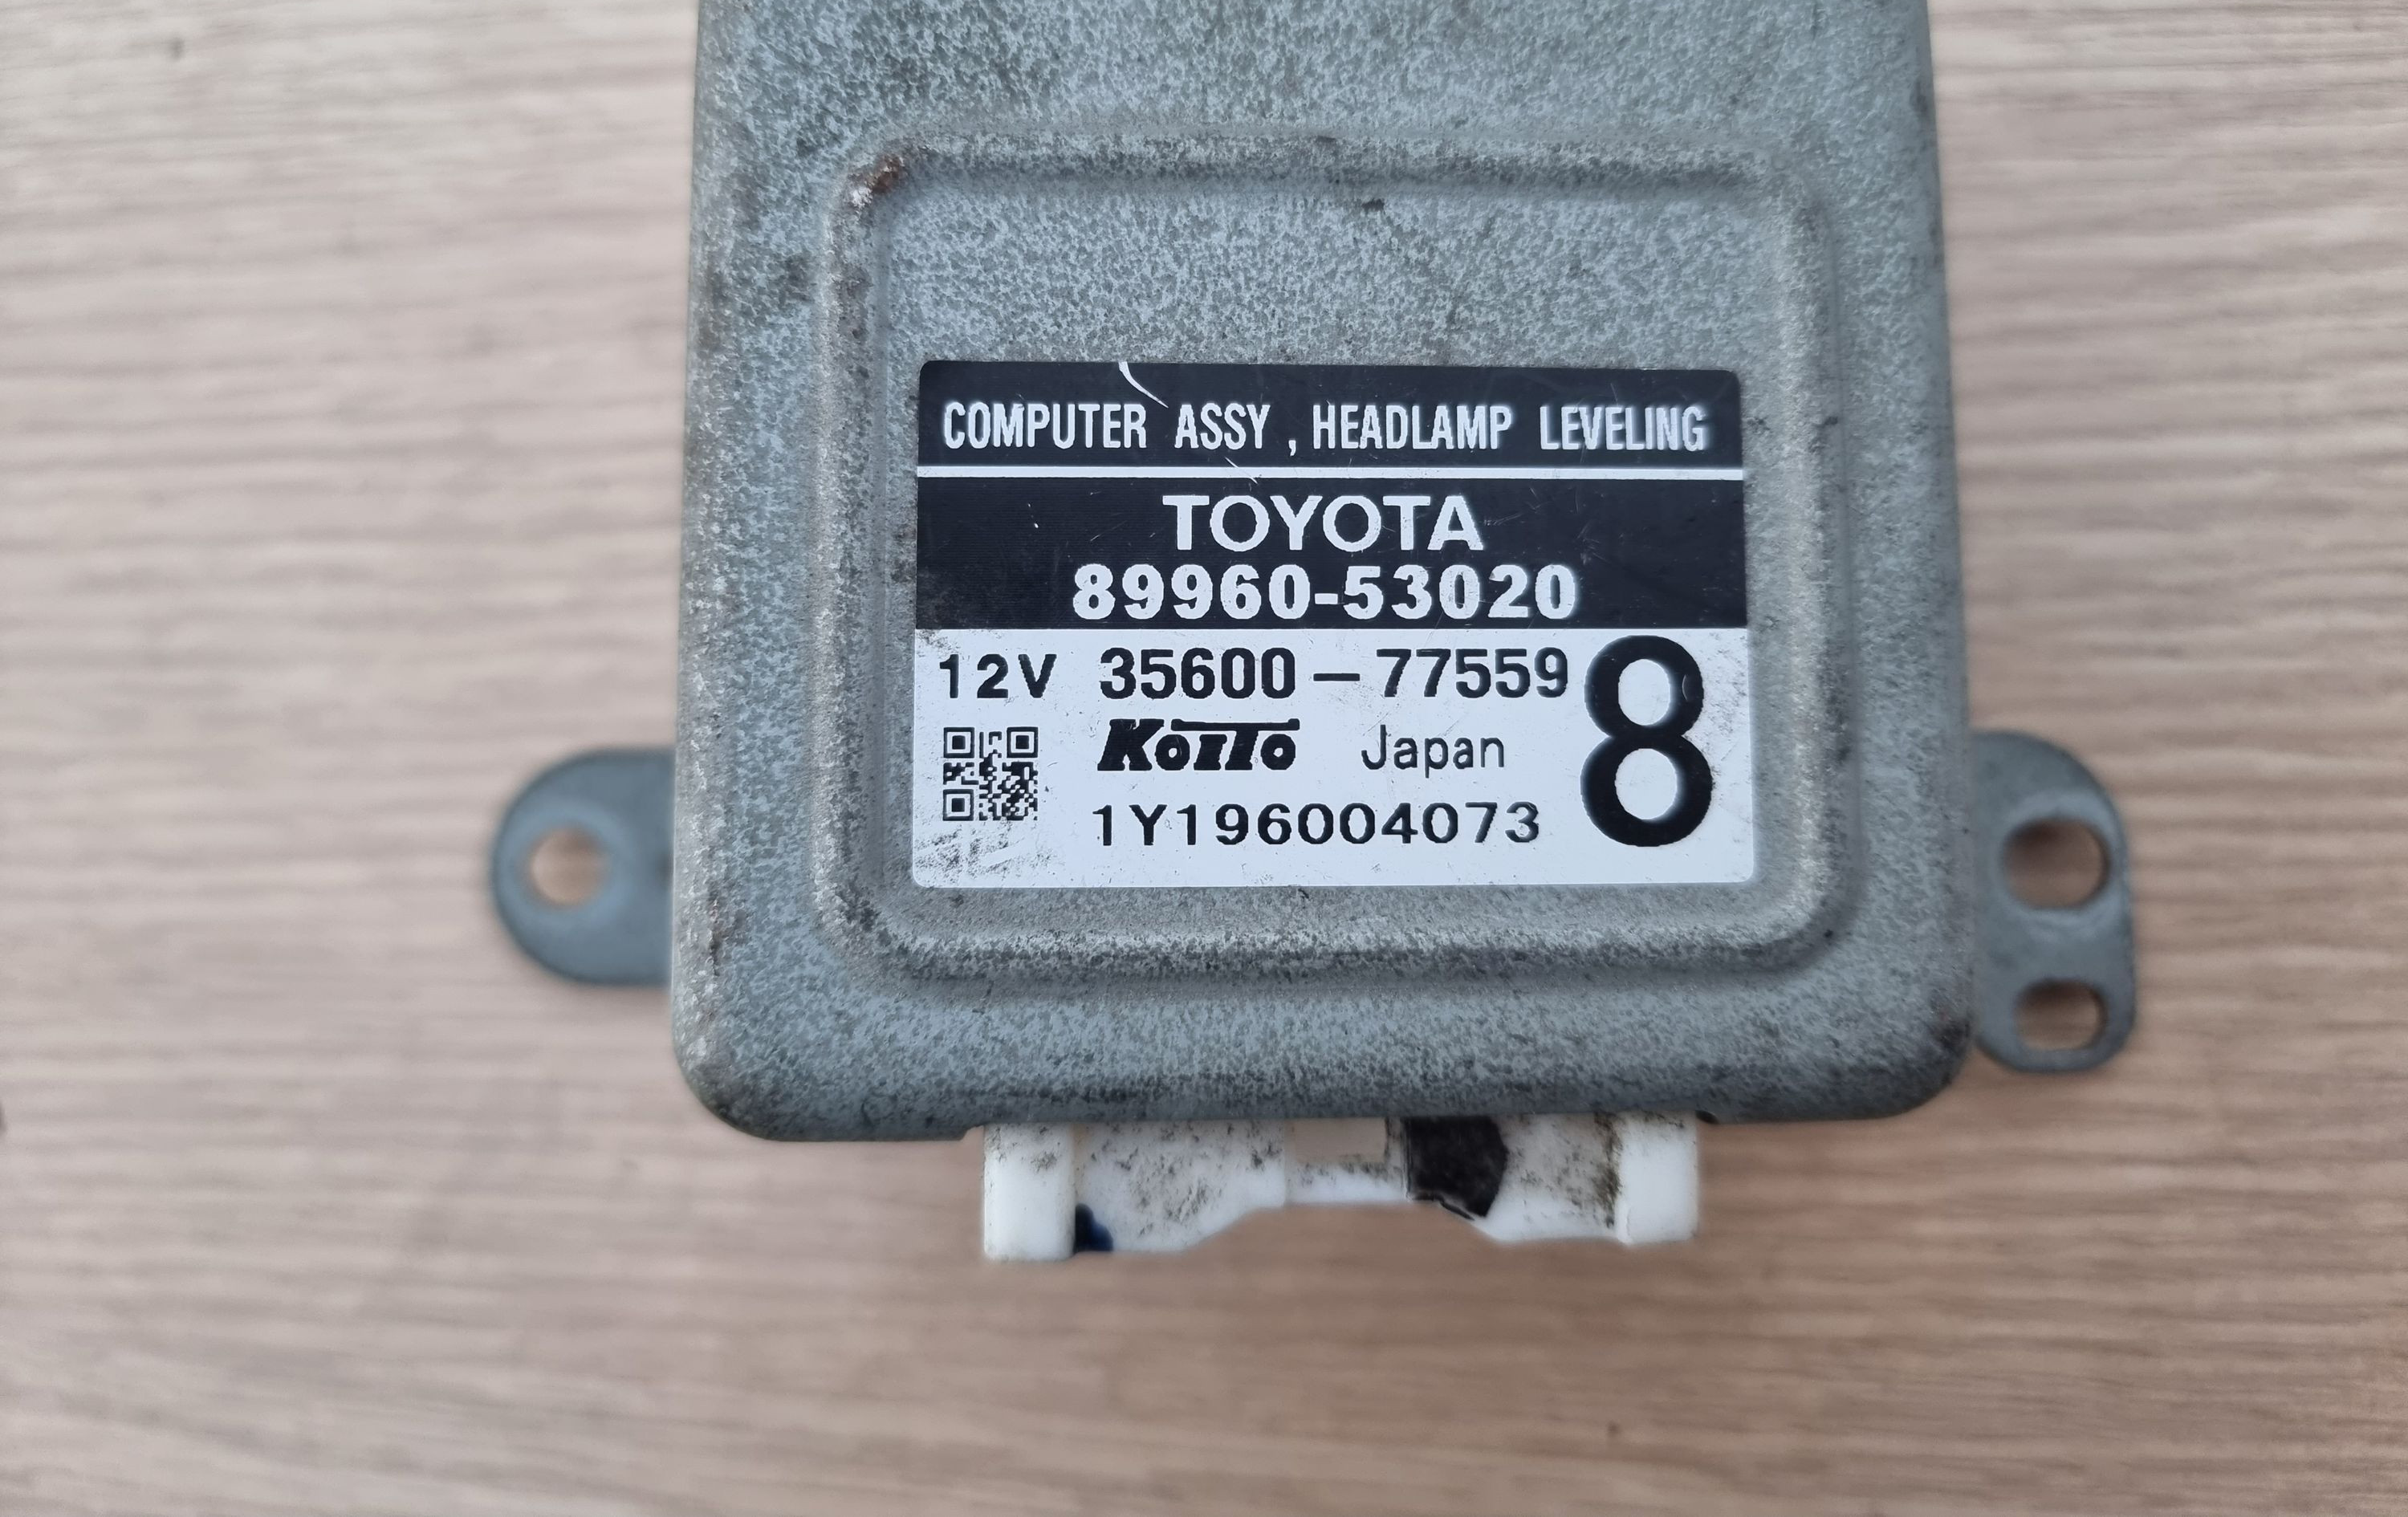 COMPUTER ASSY , HEADLAMP LEVELING
TOYOTA
89960-53020
12V 35600-77559
8
KOITO Japan
1Y196004073